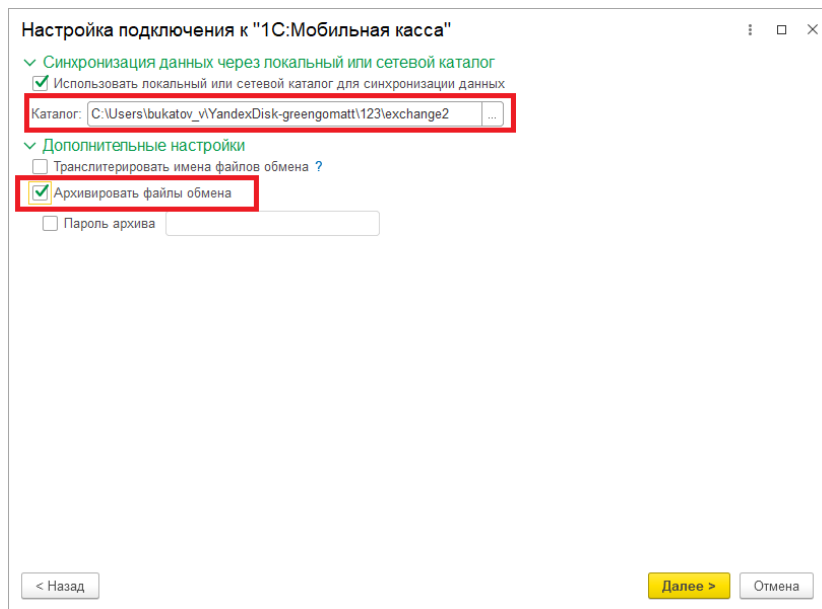 Настройка подключения к "1С:Мобильная касса"
Синхронизация данных через локальный или сетевой каталог
Использовать локальный или сетевой каталог для синхронизации данных
Каталог: C:\Users\bukatov_v\YandexDisk-greengomatt\123\exchange2 ...
Дополнительные настройки
Транслитерировать имена файлов обмена ?
Архивировать файлы обмена
Пароль архива
< Назад Далее > Отмена